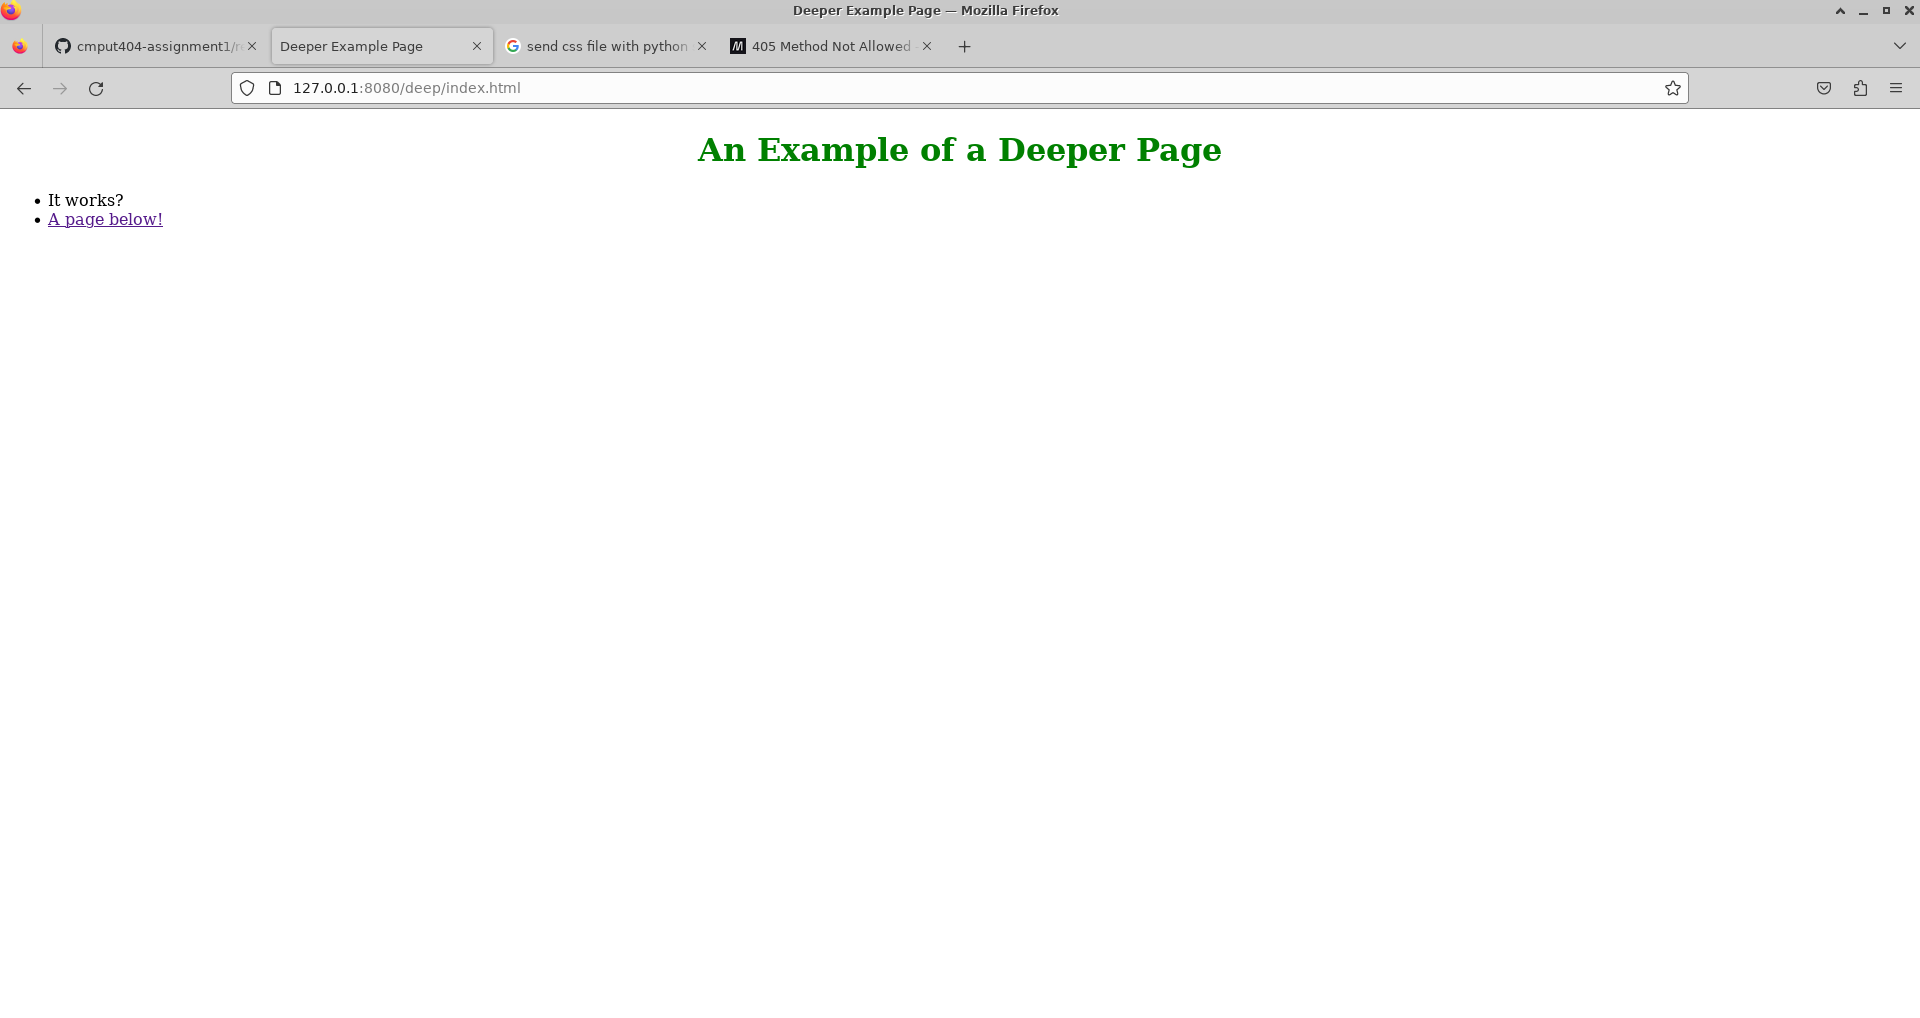 Deeper Example Page — Mozilla Firefox
cmput404-assignment1/r
Deeper Example Page
send css file with python
405 Method Not Allowed
127.0.0.1:8080/deep/index.html
An Example of a Deeper Page
• It works?
• A page below!